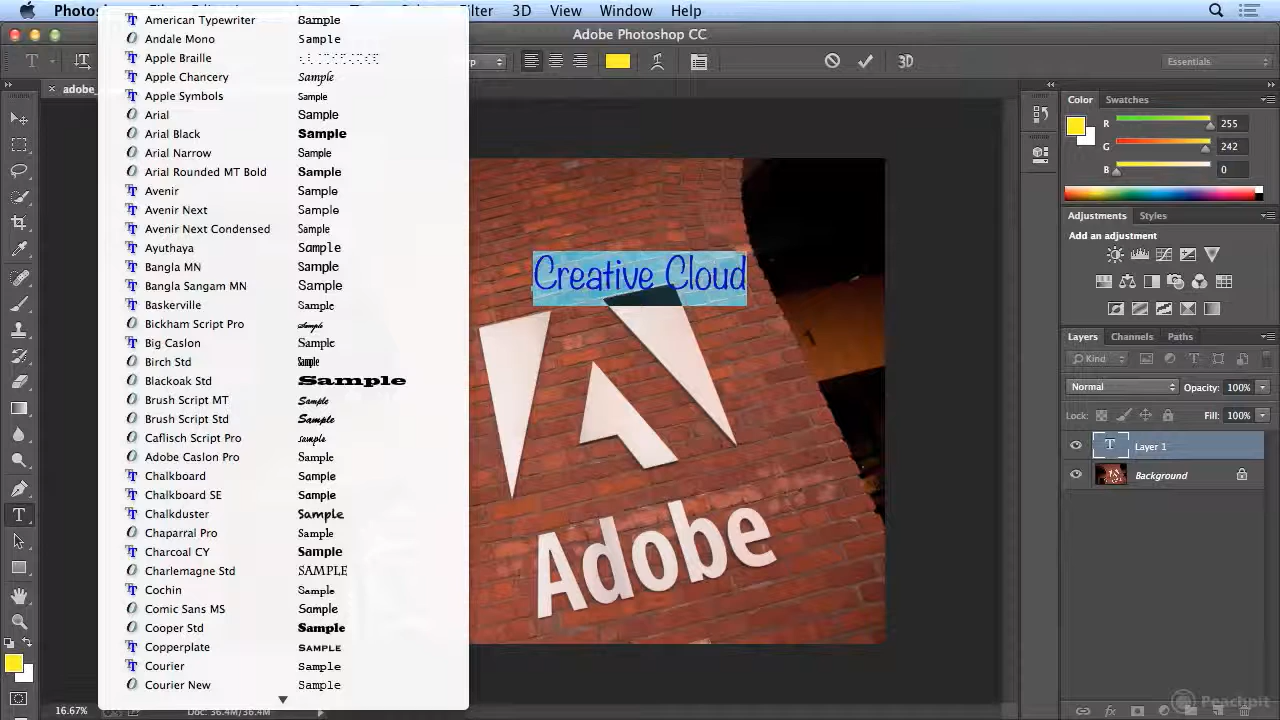 Photos
Filter 3D View Window Help
Adobe Photoshop CC
3D
Essentials
adobe_
American Typewriter Sample
Andale Mono Sample
Apple Braille
Apple Chancery Sample
Apple Symbols Sample
Arial Sample
Arial Black Sample
Arial Narrow Sample
Arial Rounded MT Bold Sample
Avenir Sample
Avenir Next Sample
Avenir Next Condensed Sample
Ayuthaya Sample
Bangla MN Sample
Bangla Sangam MN Sample
Baskerville Sample
Bickham Script Pro Sample
Big Caslon Sample
Birch Std Sample
Blackoak Std Sample
Brush Script MT Sample
Brush Script Std Sample
Caflisch Script Pro Sample
Adobe Caslon Pro Sample
Chalkboard Sample
Chalkboard SE Sample
Chalkduster Sample
Chaparral Pro Sample
Charcoal CY Sample
Charlemagne Std SAMPLE
Cochin Sample
Comic Sans MS Sample
Cooper Std Sample
Copperplate SAMPLE
Courier Sample
Courier New Sample
16.67% Doc: 36.4M/36.4M
Creative Cloud
Adobe
Color Swatches
R 255
G 242
B 0
Adjustments Styles
Add an adjustment
Layers Channels Paths
Kind
Normal Opacity: 100%
Lock: Fill: 100%
T Layer 1
Background
Peachpit